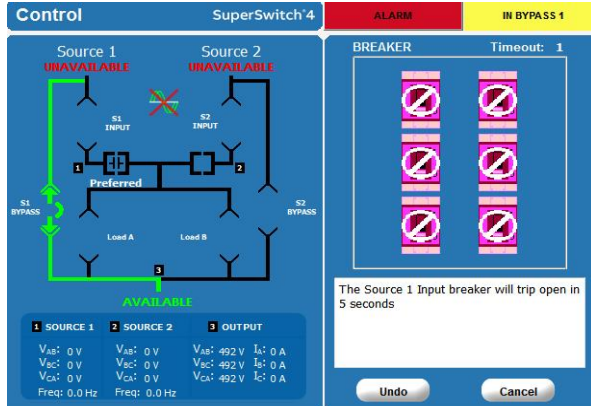 Control
SuperSwitch®4
ALARM
IN BYPASS 1
Source 1
UNAVAILABLE
Source 2
UNAVAILABLE
S1
INPUT
S2
INPUT
1
2
Preferred
S1
BYPASS
S2
BYPASS
Load A
Load B
3
AVAILABLE
1 SOURCE 1
VAB: 0 V
VBC: 0 V
VCA: 0 V
Freq: 0.0 Hz
2 SOURCE 2
VAB: 0 V
VBC: 0 V
VCA: 0 V
Freq: 0.0 Hz
3 OUTPUT
VAB: 492 V IA: 0 A
VBC: 492 V IB: 0 A
VCA: 492 V IC: 0 A
BREAKER
Timeout: 1
The Source 1 Input breaker will trip open in
5 seconds
Undo
Cancel